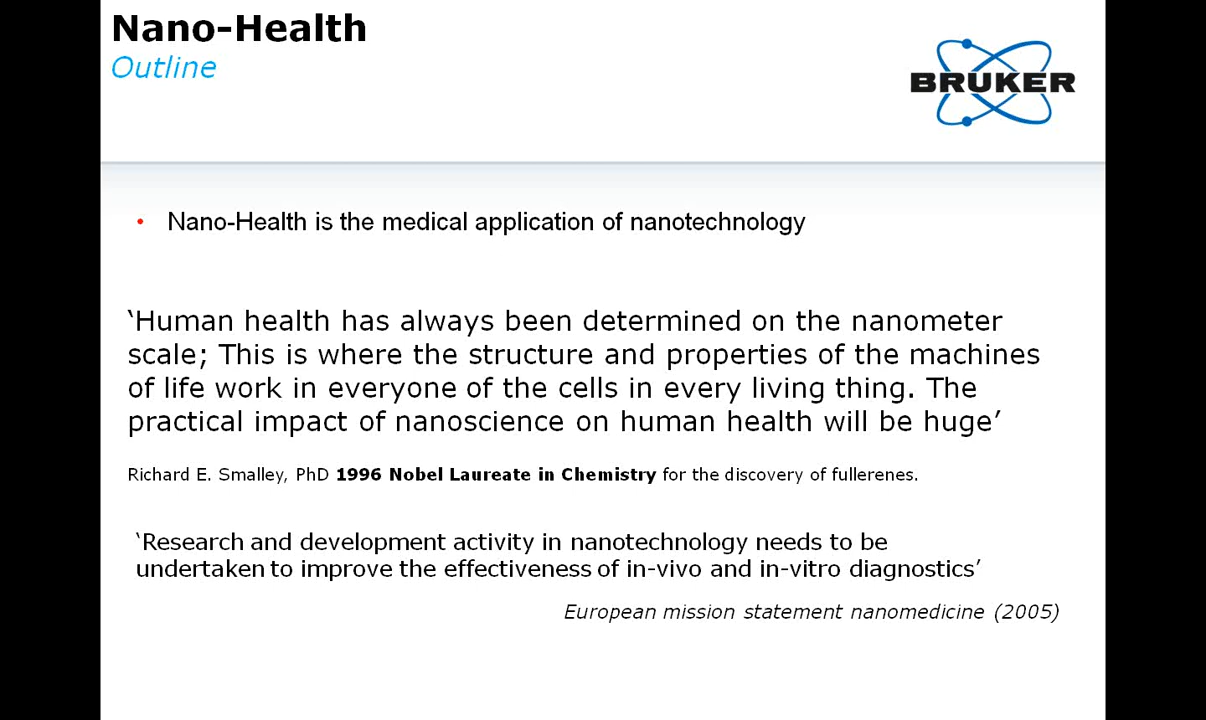 Nano-Health
Outline
BRUKER
• Nano-Health is the medical application of nanotechnology
‘Human health has always been determined on the nanometer
scale; This is where the structure and properties of the machines
of life work in everyone of the cells in every living thing. The
practical impact of nanoscience on human health will be huge’
Richard E. Smalley, PhD 1996 Nobel Laureate in Chemistry for the discovery of fullerenes.
‘Research and development activity in nanotechnology needs to be
undertaken to improve the effectiveness of in-vivo and in-vitro diagnostics’
European mission statement nanomedicine (2005)